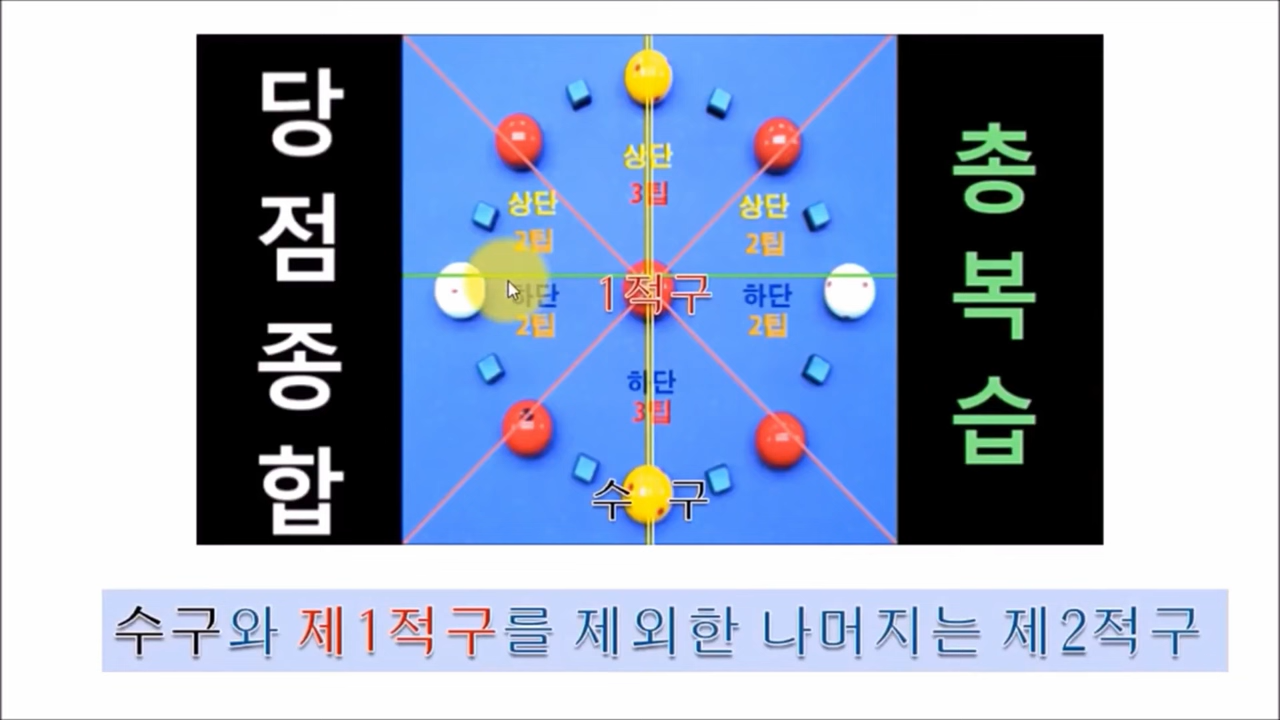 당점종합
총복습
상단
3팁
상단
2팁
상단
2팁
1적구
하단
2팁
하단
2팁
하단
3팁
수구
수구와 제1적구를 제외한 나머지는 제2적구